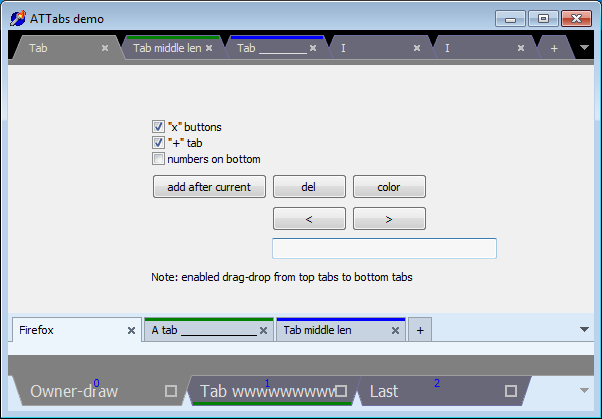 ATTabs demo
Tab Tab middle len Tab ________ I I +
"x" buttons
"+" tab
numbers on bottom
add after current del color
< >
Note: enabled drag-drop from top tabs to bottom tabs
Firefox A tab _____________ Tab middle len +
0 1 2
Owner-draw Tab wwwwwwwwww Last